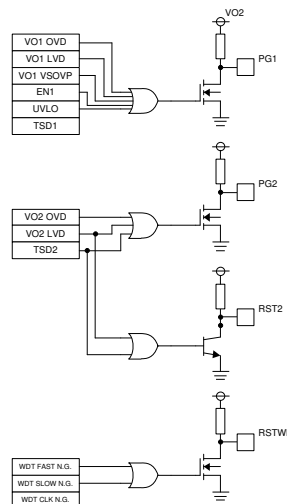 VO2
VO1 OVD
VO1 LVD
VO1 VSOVP
EN1
UVLO
TSD1
PG1
VO2 OVD
VO2 LVD
TSD2
PG2
RST2
WDT FAST N.G.
WDT SLOW N.G.
WDT CLK N.G.